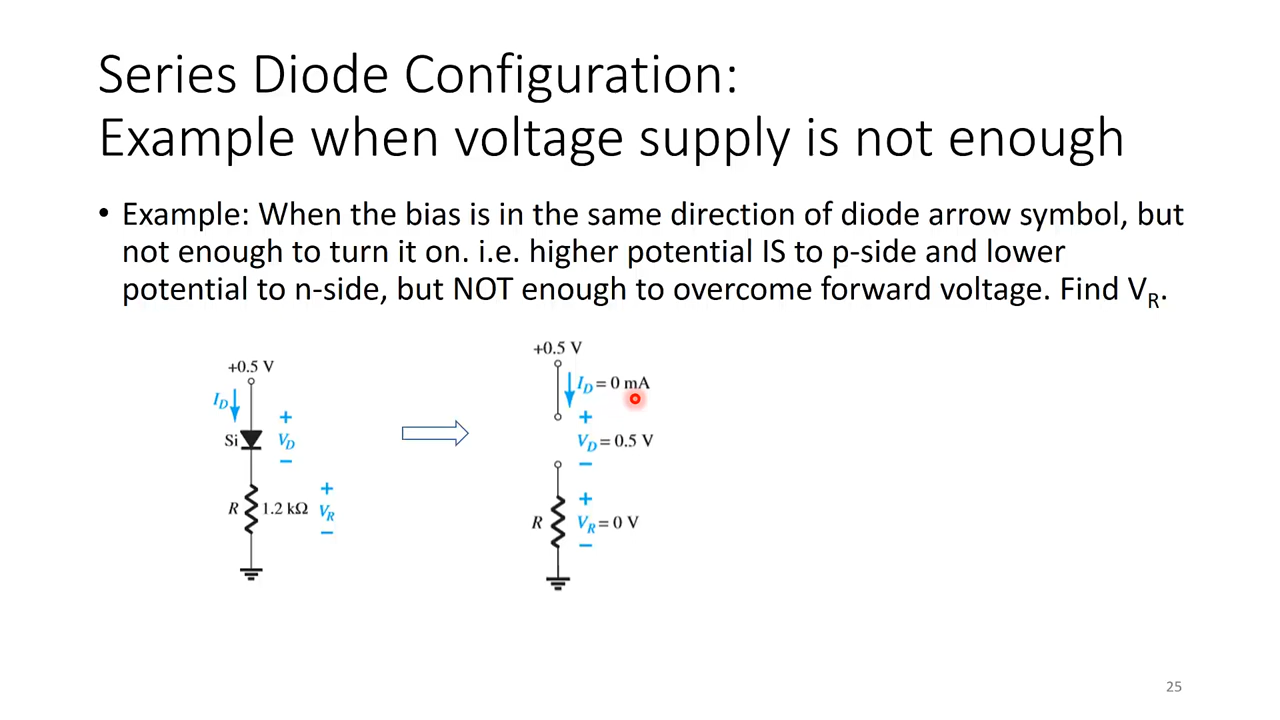 Series Diode Configuration:
Example when voltage supply is not enough
• Example: When the bias is in the same direction of diode arrow symbol, but
not enough to turn it on. i.e. higher potential IS to p-side and lower
potential to n-side, but NOT enough to overcome forward voltage. Find V_R.
+0.5 V
I_D
+
Si
V_D
−
+
R
1.2 kΩ
V_R
−
+0.5 V
I_D = 0 mA
+
V_D = 0.5 V
−
+
R
V_R = 0 V
−
25